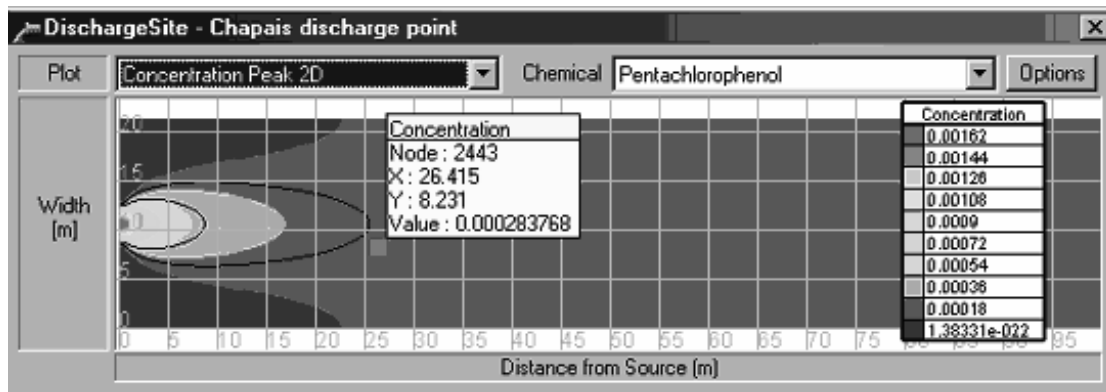 DischargeSite - Chapais discharge point
Plot Concentration Peak 2D Chemical Pentachlorophenol Options
Width
[m]
20
15
10
5
0
Concentration
Node : 2443
X : 26.415
Y : 8.231
Value : 0.000283768
Concentration
0.00162
0.00144
0.00126
0.00108
0.0009
0.00072
0.00054
0.00036
0.00018
1.38331e-022
0 5 10 15 20 25 30 35 40 45 50 55 60 65 70 75 95
Distance from Source (m)